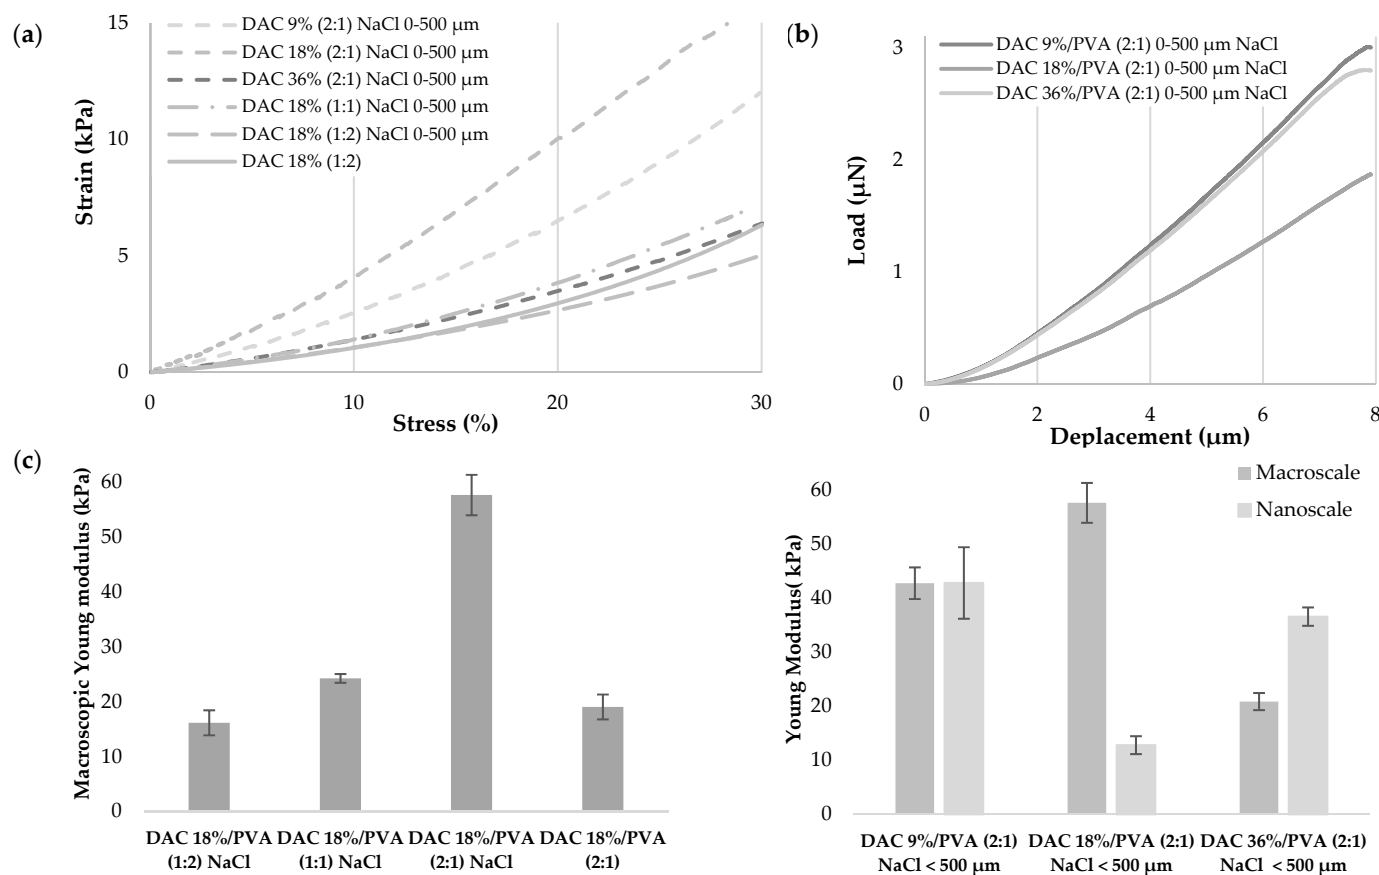 (a)
15
10
5
0
Strain (kPa)
DAC 9% (2:1) NaCl 0-500 μm
DAC 18% (2:1) NaCl 0-500 μm
DAC 36% (2:1) NaCl 0-500 μm
DAC 18% (1:1) NaCl 0-500 μm
DAC 18% (1:2) NaCl 0-500 μm
DAC 18% (1:2)
0 10 20 30
Stress (%)
(b)
3
2
1
0
Load (μN)
DAC 9%/PVA (2:1) 0-500 μm NaCl
DAC 18%/PVA (2:1) 0-500 μm NaCl
DAC 36%/PVA (2:1) 0-500 μm NaCl
0 2 4 6 8
Deplacement (μm)
(c)
60
50
40
30
20
10
0
Macroscopic Young modulus (kPa)
DAC 18%/PVA DAC 18%/PVA DAC 18%/PVA DAC 18%/PVA
(1:2) NaCl (1:1) NaCl (2:1) NaCl (2:1)
60
50
40
30
20
10
0
Young Modulus( kPa)
Macroscale
Nanoscale
DAC 9%/PVA (2:1) DAC 18%/PVA (2:1) DAC 36%/PVA (2:1)
NaCl < 500 μm NaCl < 500 μm NaCl < 500 μm